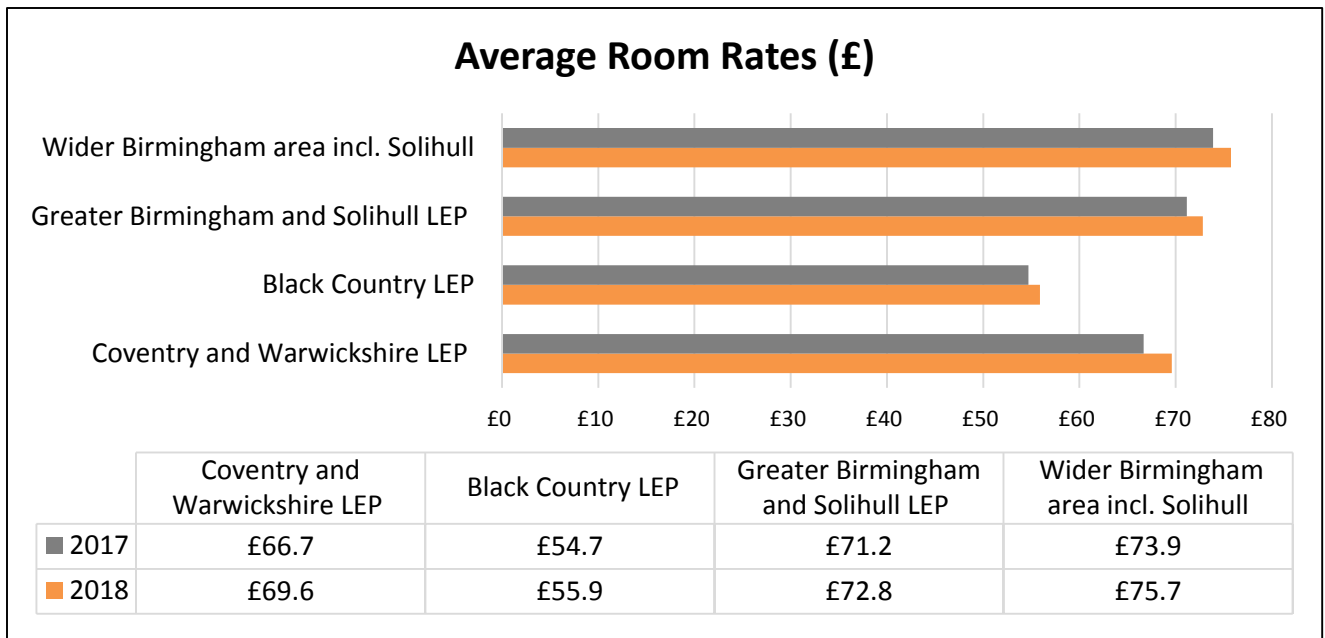 Average Room Rates (£)
Wider Birmingham area incl. Solihull
Greater Birmingham and Solihull LEP
Black Country LEP
Coventry and Warwickshire LEP
£0 £10 £20 £30 £40 £50 £60 £70 £80
Coventry and
Warwickshire LEP
Black Country LEP
Greater Birmingham
and Solihull LEP
Wider Birmingham
area incl. Solihull
2017 £66.7 £54.7 £71.2 £73.9
2018 £69.6 £55.9 £72.8 £75.7